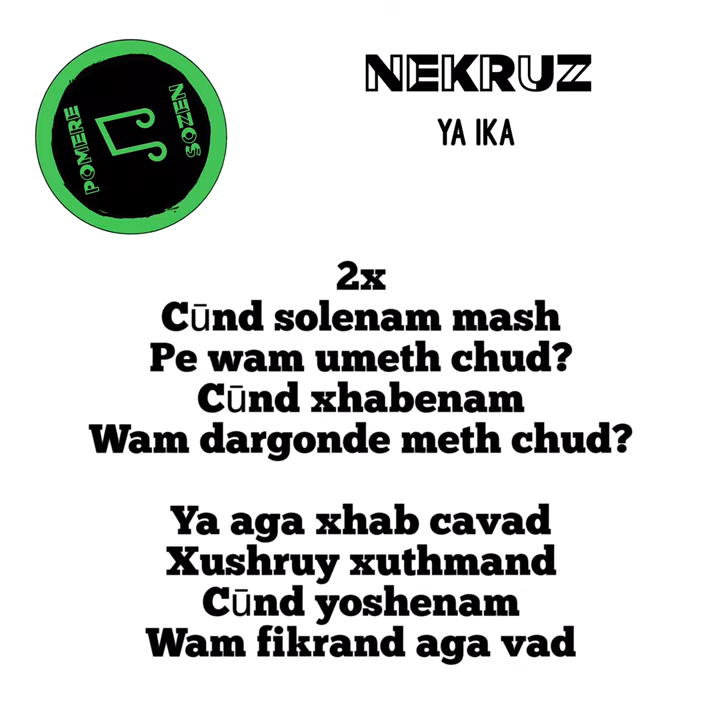 POMERE
SOZEN
NEKRUZ
YA IKA
2x
Cūnd solenam mash
Pe wam umeth chud?
Cūnd xhabenam
Wam dargonde meth chud?
Ya aga xhab cavad
Xushruy xuthmand
Cūnd yoshenam
Wam fikrand aga vad